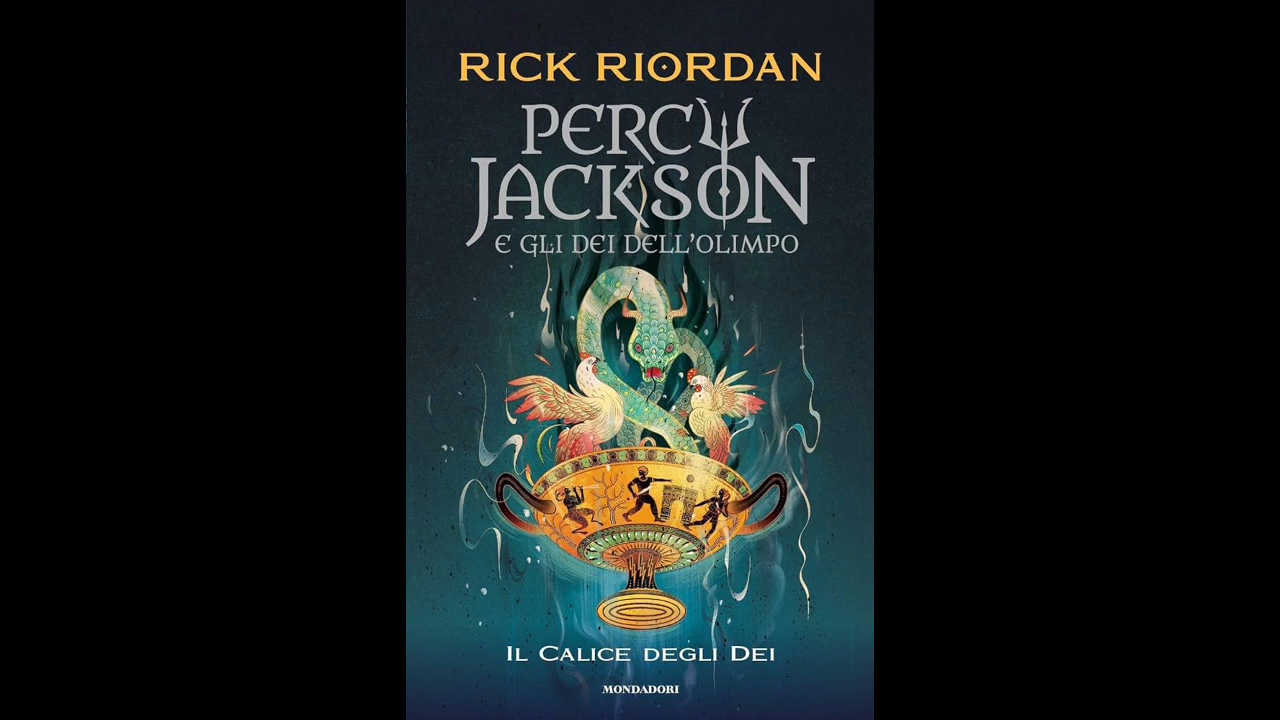 RICK RIORDAN
PERCY
JACKSON
E GLI DEI DELL'OLIMPO
IL CALICE DEGLI DEI
MONDADORI